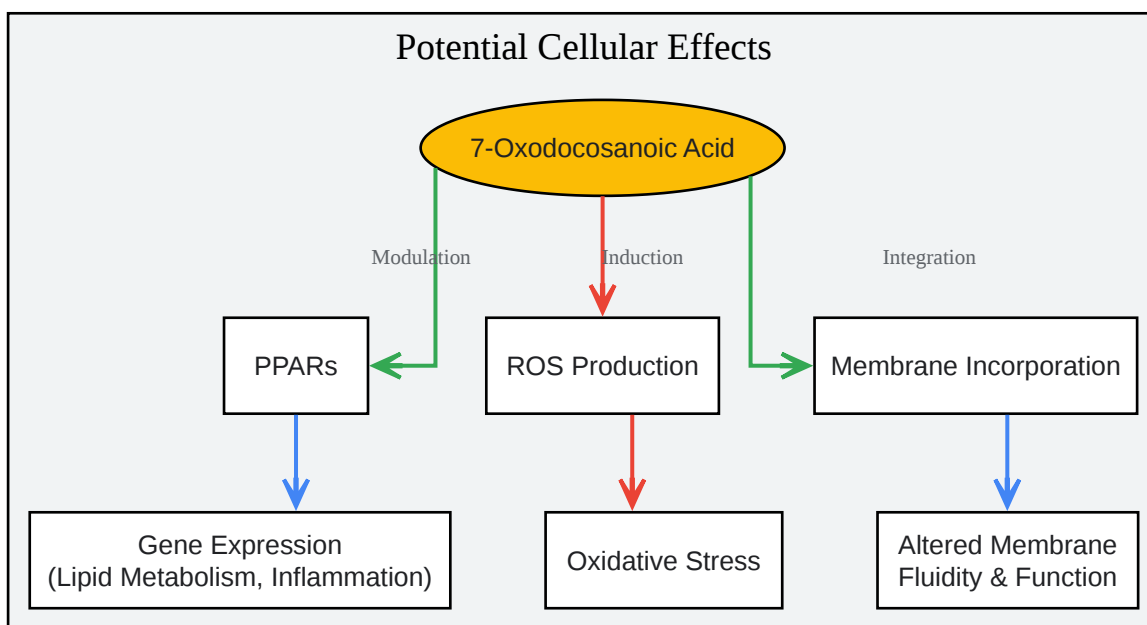 Potential Cellular Effects
7-Oxodocosanoic Acid
Modulation
Induction
Integration
PPARs
ROS Production
Membrane Incorporation
Gene Expression
(Lipid Metabolism, Inflammation)
Oxidative Stress
Altered Membrane
Fluidity & Function